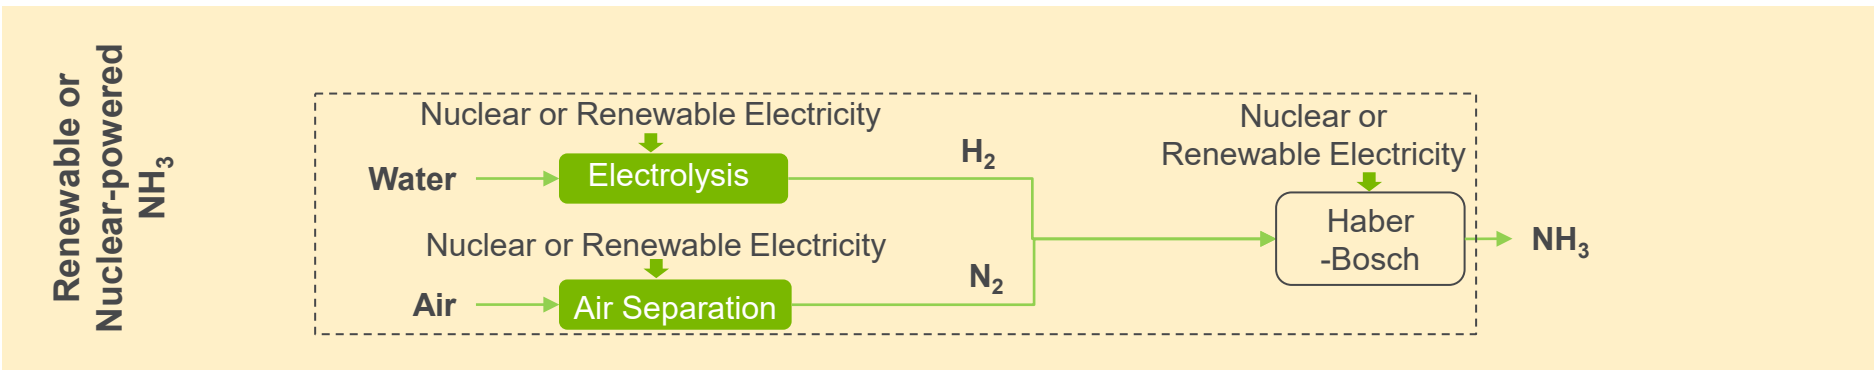 Renewable or
Nuclear-powered
NH₃
Nuclear or Renewable Electricity
Water
Electrolysis
H₂
Nuclear or
Renewable Electricity
Nuclear or Renewable Electricity
Air
Air Separation
N₂
Haber
-Bosch
NH₃